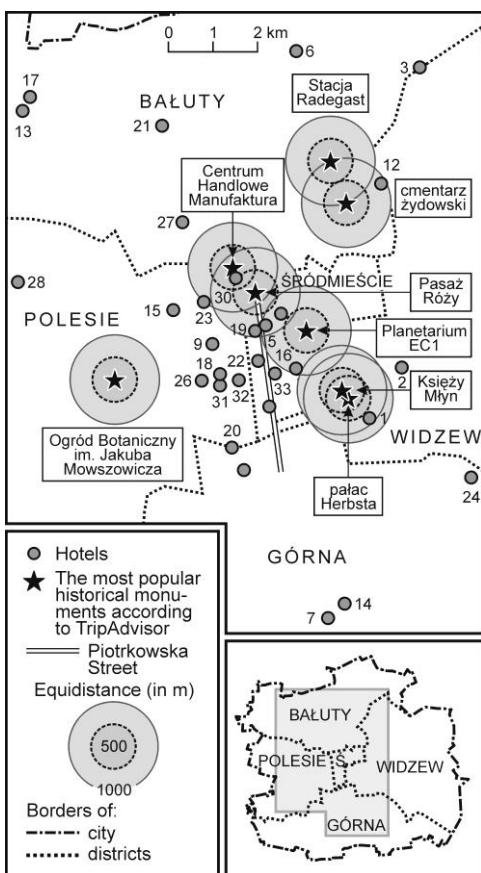 0 2 km
6
3
17
13
BAŁUTY
21
Stacja
Radegast
12
Centrum
Handlowe
Manufaktura
cmentarz
żydowski
27
28
30
ŚRÓDMIEŚCIE
Pasaż
Róży
15
23
POLESIE
19
5
Planetarium
EC1
9
22
16
18
26
31
32
33
2
Księży
Młyn
1
WIDZEW
Ogród Botaniczny
im. Jakuba
Mowszowicza
20
pałac
Herbsta
24
GÓRNA
7
14
Hotels
The most popular
historical monu-
ments according
to TripAdvisor
Piotrkowska
Street
Equidistance (in m)
500
1000
Borders of:
city
districts
BAŁUTY
POLESIE
Ś.
WIDZEW
GÓRNA